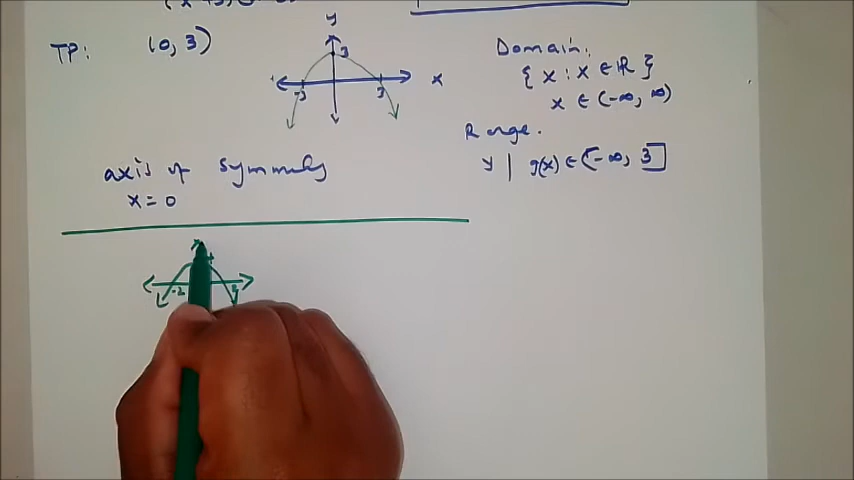 y
TP: (0, 3)
3
x
-3
3
axis of symmetry
x = 0
Domain:
{ x : x ∈ ℝ }
x ∈ (-∞, ∞)
Range.
y | g(x) ∈ (-∞, 3]
-2